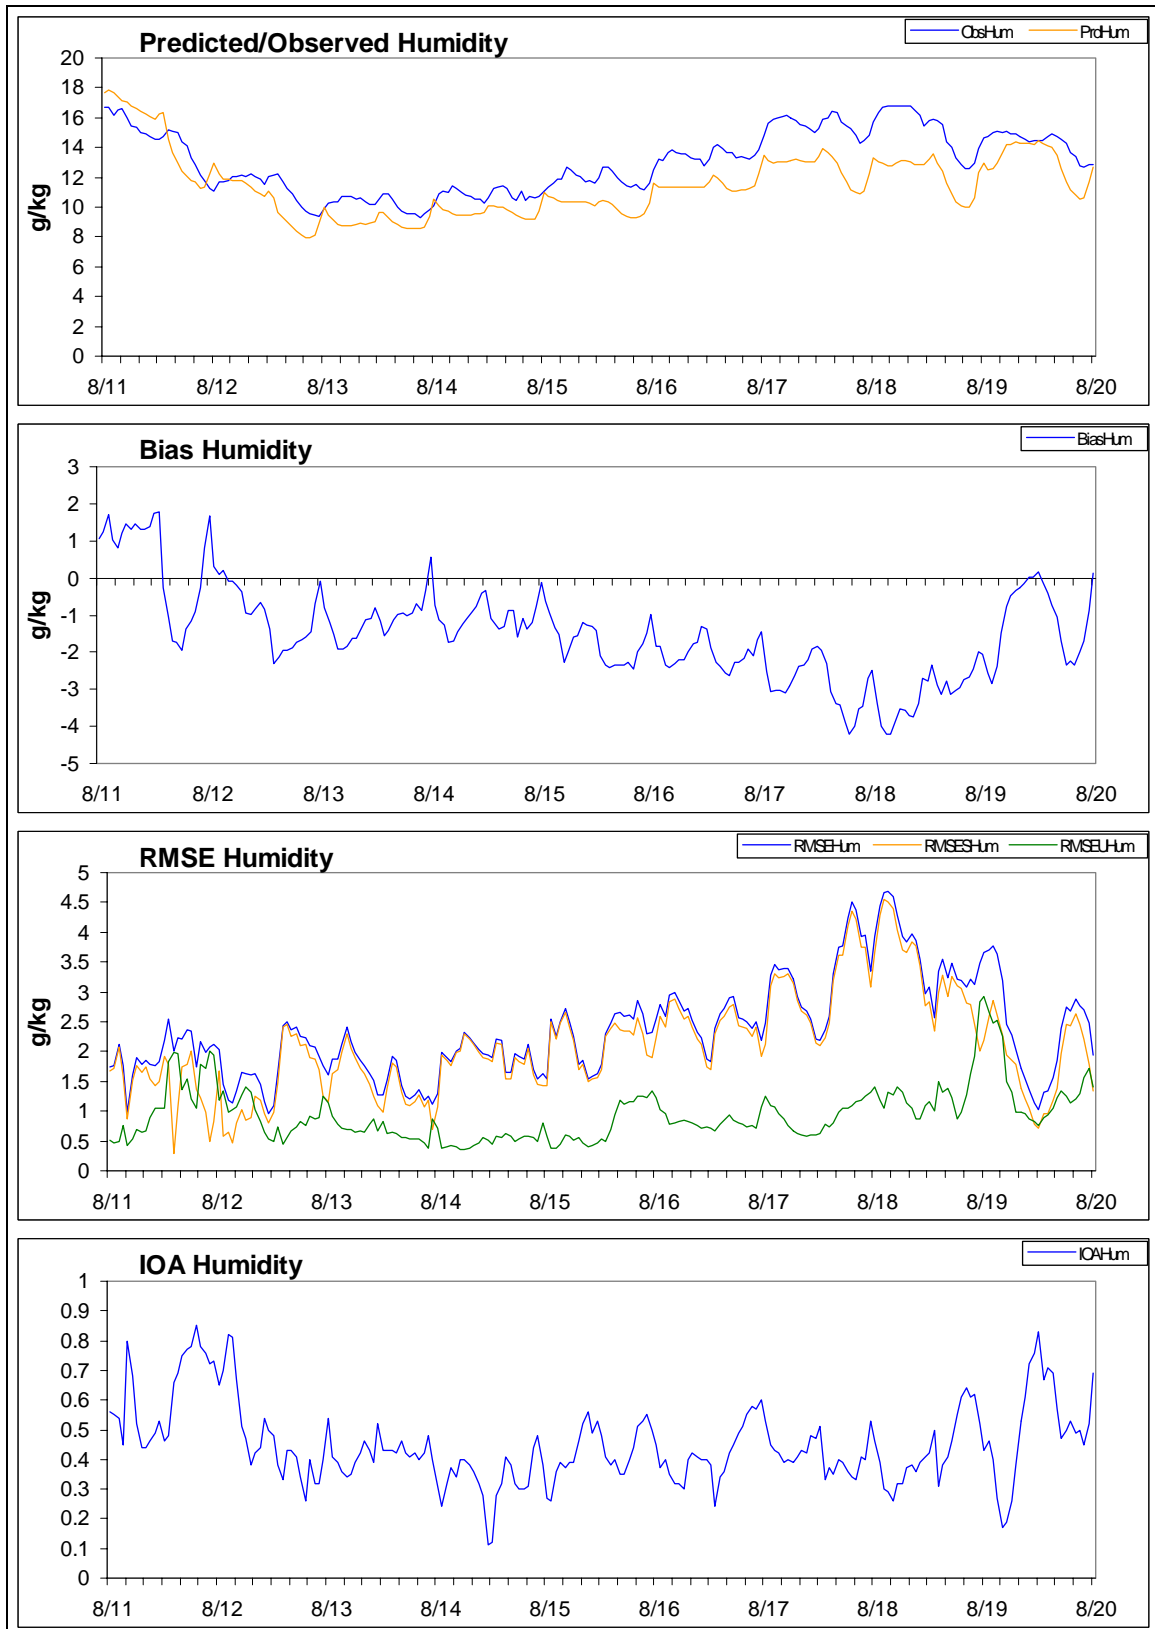 Predicted/Observed Humidity
ObsHum PrdHum
20
18
16
14
12
10
8
6
4
2
0
g/kg
8/11 8/12 8/13 8/14 8/15 8/16 8/17 8/18 8/19 8/20
Bias Humidity
BiasHum
3
2
1
0
-1
-2
-3
-4
-5
g/kg
8/11 8/12 8/13 8/14 8/15 8/16 8/17 8/18 8/19 8/20
RMSE Humidity
RMSEHum RMSESHum RMSEUHum
5
4.5
4
3.5
3
2.5
2
1.5
1
0.5
0
g/kg
8/11 8/12 8/13 8/14 8/15 8/16 8/17 8/18 8/19 8/20
IOA Humidity
IOAHum
1
0.9
0.8
0.7
0.6
0.5
0.4
0.3
0.2
0.1
0
8/11 8/12 8/13 8/14 8/15 8/16 8/17 8/18 8/19 8/20